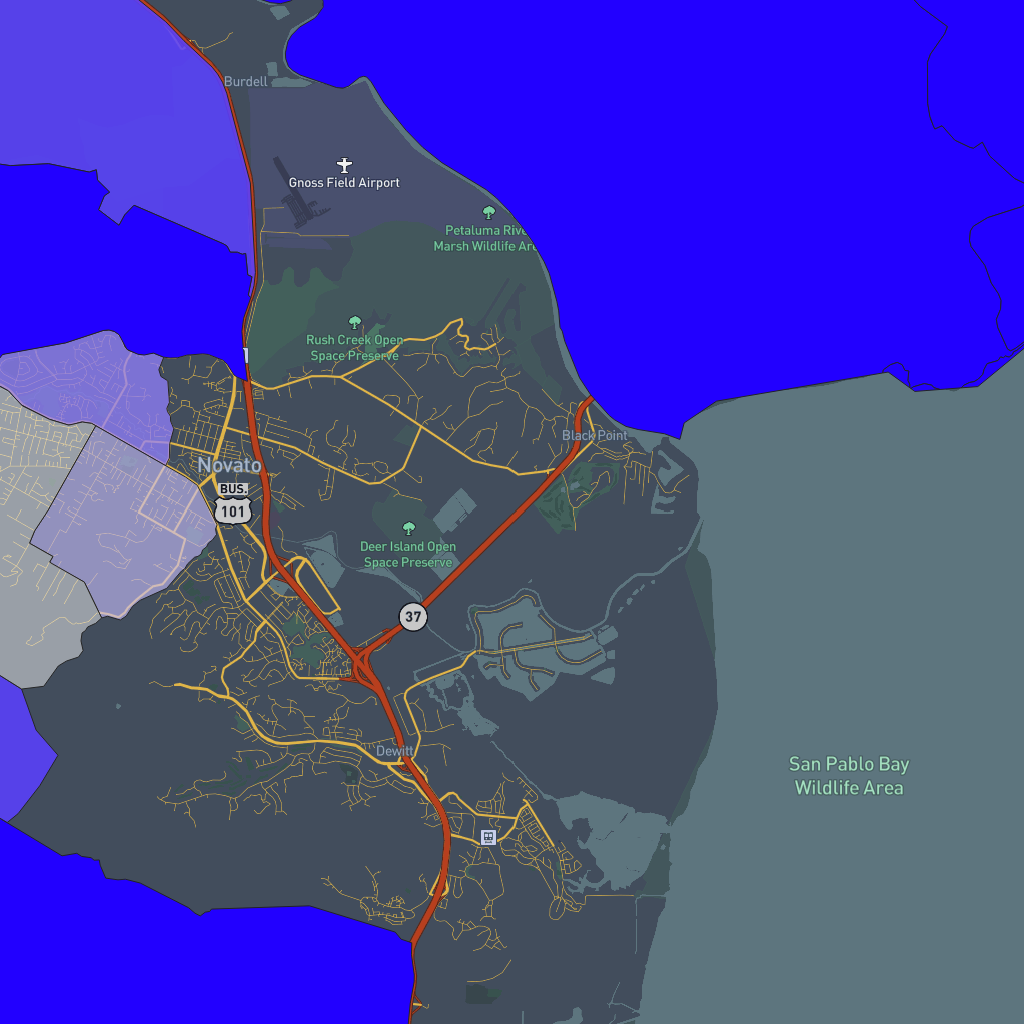 Burdell
Gnoss Field Airport
Petaluma Rive
Marsh Wildlife Are
Rush Creek Open
Space Preserve
Black Point
Novato
BUS.
101
Deer Island Open
Space Preserve
37
Dewitt
San Pablo Bay
Wildlife Area